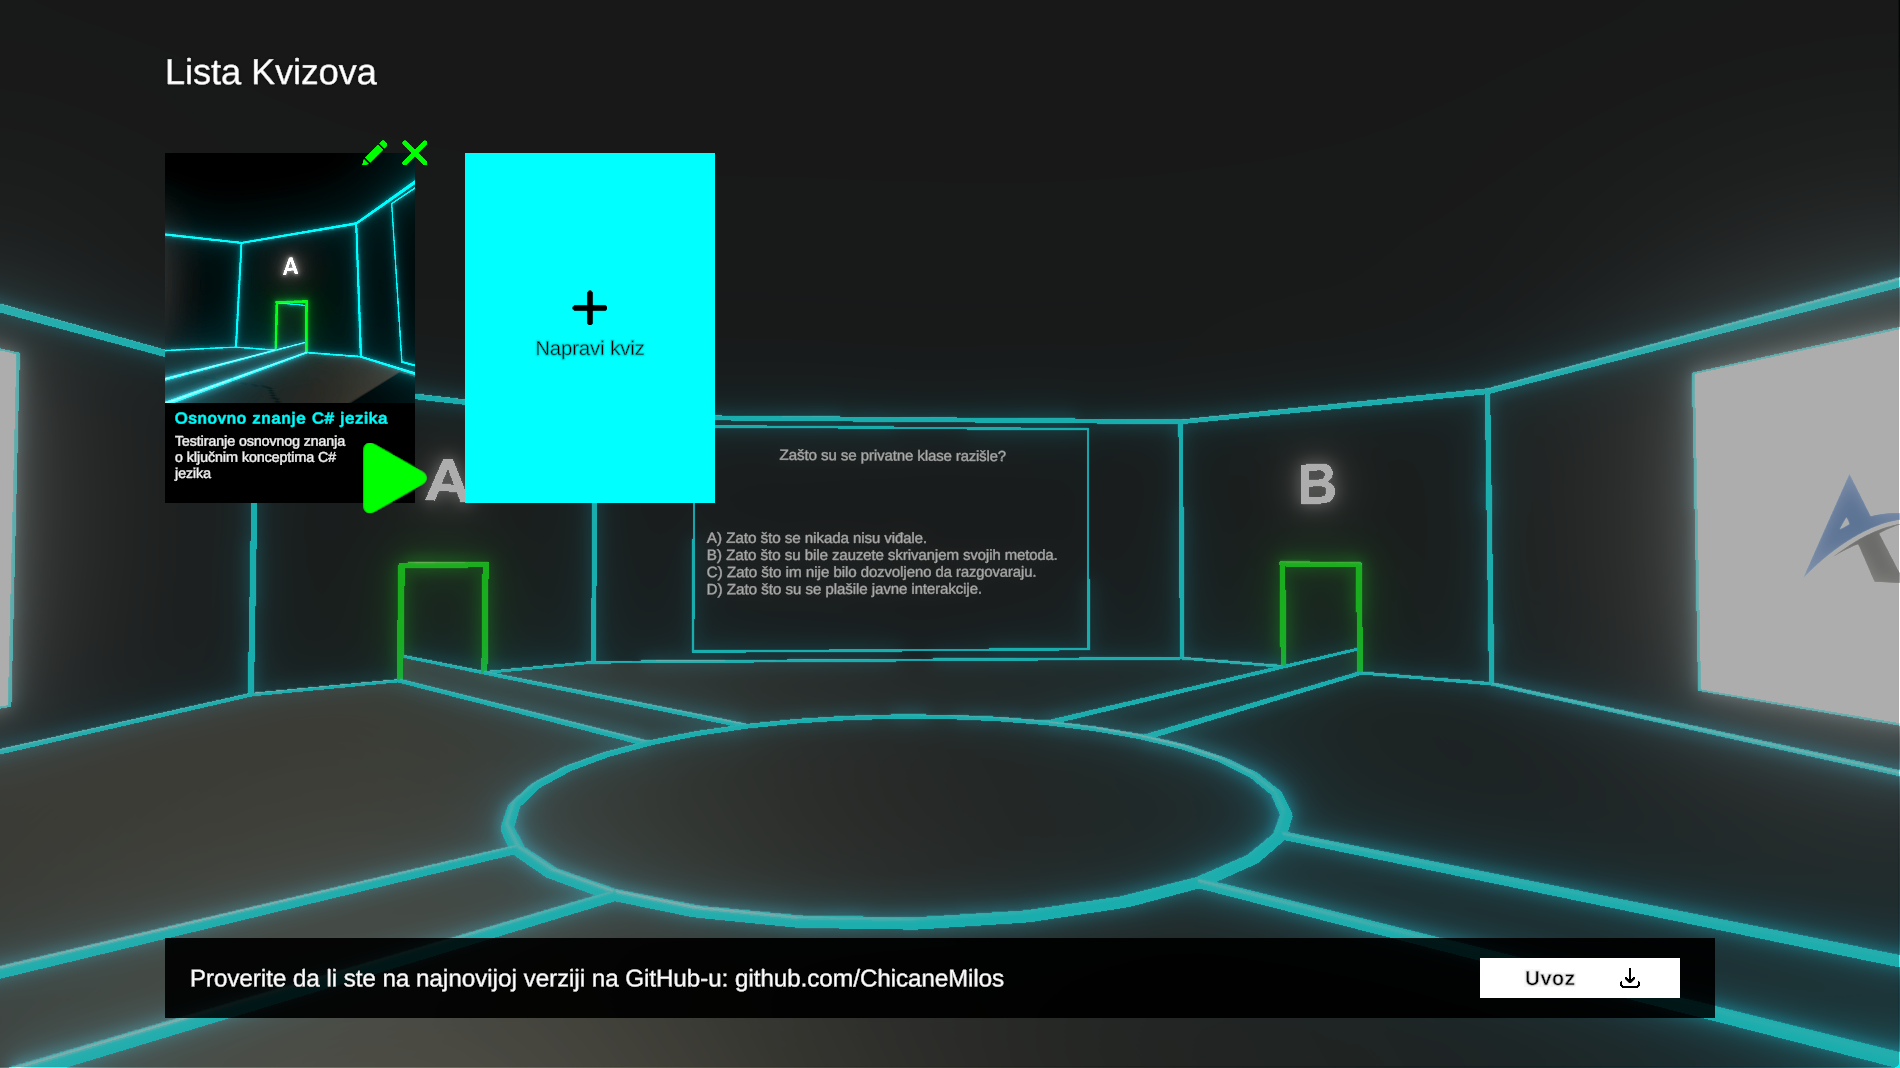 Lista Kvizova
A
Osnovno znanje C# jezika
Testiranje osnovnog znanja
o ključnim konceptima C#
jezika
Napravi kviz
A
Zašto su se privatne klase razišle?
A) Zato što se nikada nisu viđale.
B) Zato što su bile zauzete skrivanjem svojih metoda.
C) Zato što im nije bilo dozvoljeno da razgovaraju.
D) Zato što su se plašile javne interakcije.
B
Proverite da li ste na najnovijoj verziji na GitHub-u: github.com/ChicaneMilos
Uvoz